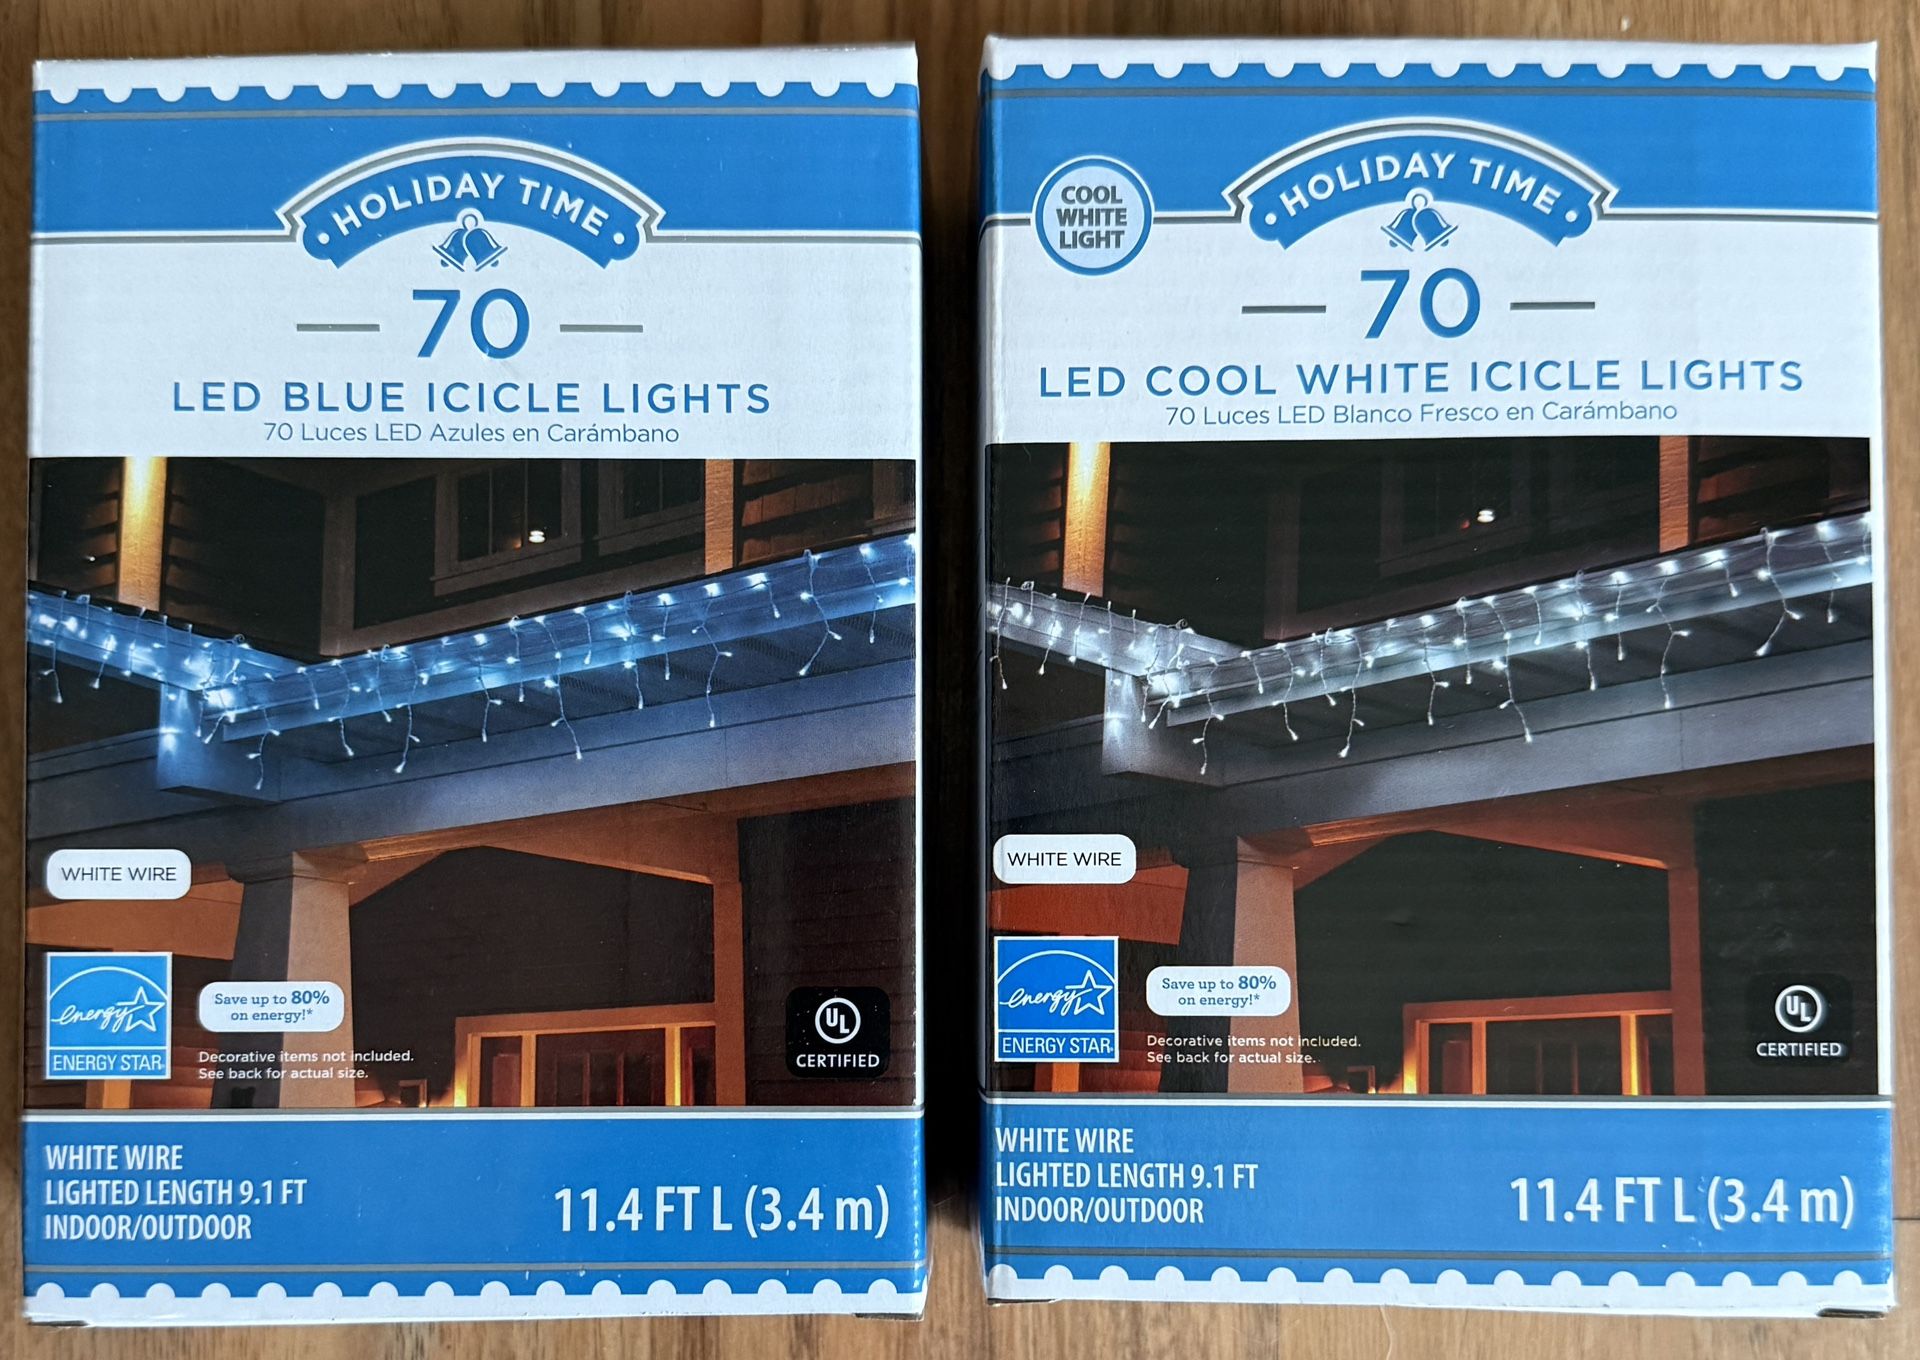 HOLIDAY TIME
70
LED BLUE ICICLE LIGHTS
70 Luces LED Azules en Carámbano
WHITE WIRE
energy
ENERGY STAR
Save up to 80%
on energy!*
Decorative items not included.
See back for actual size.
UL
CERTIFIED
WHITE WIRE
LIGHTED LENGTH 9.1 FT
INDOOR/OUTDOOR
11.4 FT L (3.4 m)
COOL
WHITE
LIGHT
HOLIDAY TIME
70
LED COOL WHITE ICICLE LIGHTS
70 Luces LED Blanco Fresco en Carámbano
WHITE WIRE
energy
ENERGY STAR
Save up to 80%
on energy!*
Decorative items not included.
See back for actual size.
UL
CERTIFIED
WHITE WIRE
LIGHTED LENGTH 9.1 FT
INDOOR/OUTDOOR
11.4 FT L (3.4 m)